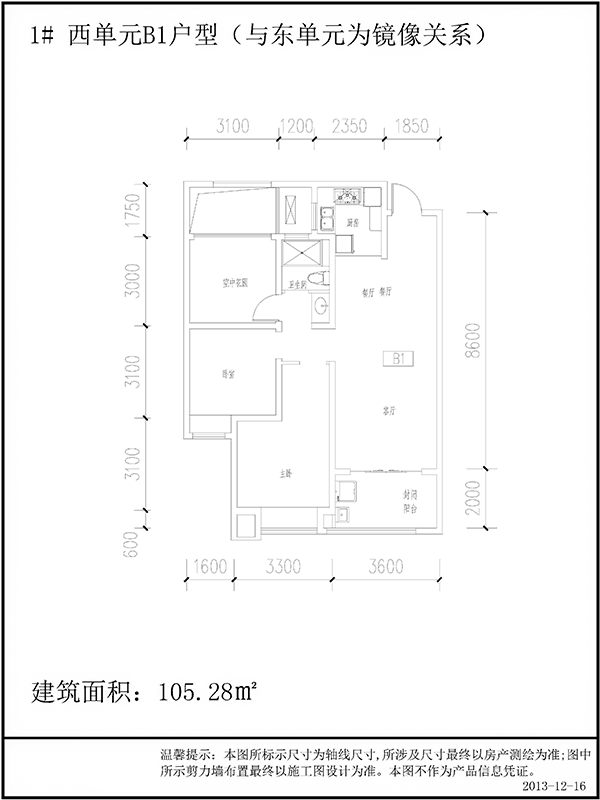 1# 西单元B1户型（与东单元为镜像关系）
3100 1200 2350 1850
1750
3000
3100
3100
600
8600
2000
厨房
空中花园
卫生间
餐厅 餐厅
B1
卧室
客厅
主卧
封闭
阳台
1600 3300 3600
建筑面积：105.28㎡
温馨提示：本图所标示尺寸为轴线尺寸,所涉及尺寸最终以房产测绘为准;图中
所示剪力墙布置最终以施工图设计为准。本图不作为产品信息凭证。
2013-12-16